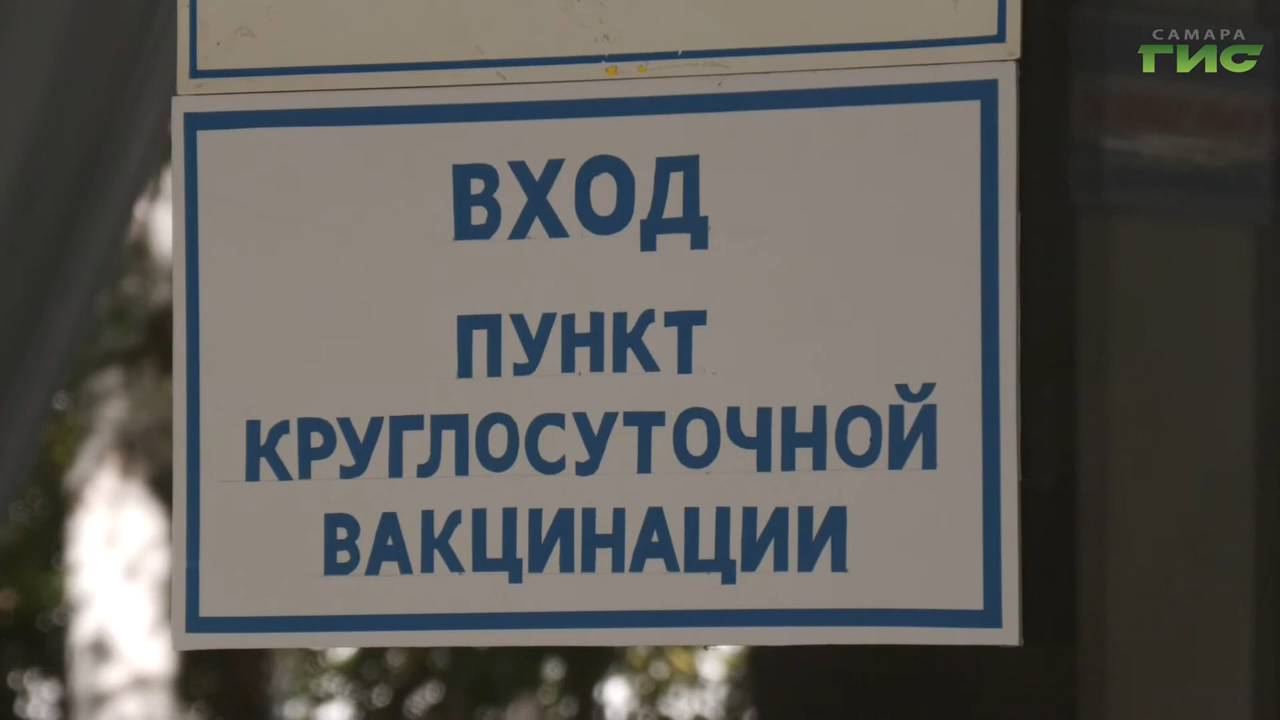 САМАРА
ГИС
ВХОД
ПУНКТ
КРУГЛОСУТОЧНОЙ
ВАКЦИНАЦИИ